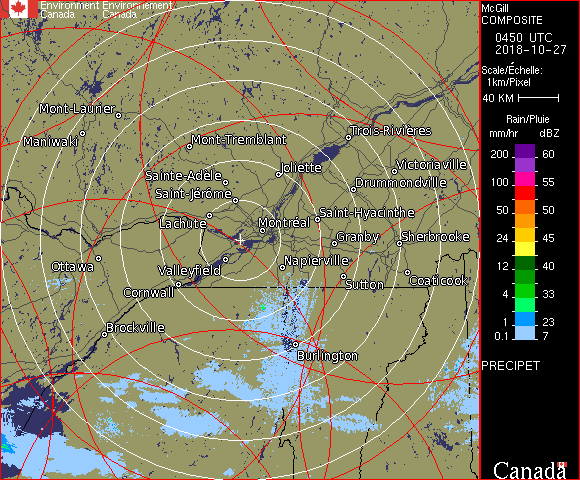 Environment Environnement
Canada Canada
McGill
COMPOSITE
0450 UTC
2018-10-27
Scale/Échelle:
1km/Pixel
40 KM
Rain/Pluie
mm/hr dBZ
200 60
150 57
100 55
50 50
24 45
12 40
4 33
1 23
0.1 7
PRECIPET
Canada
Mont-Laurier
Maniwaki
Mont-Tremblant
Trois-Rivières
Joliette
Victoriaville
Sainte-Adèle
Drummondville
Saint-Jérôme
Lachute
Montréal
Saint-Hyacinthe
Granby
Sherbrooke
Ottawa
Valleyfield
Napierville
Cornwall
Sutton
Coaticook
Brockville
Burlington